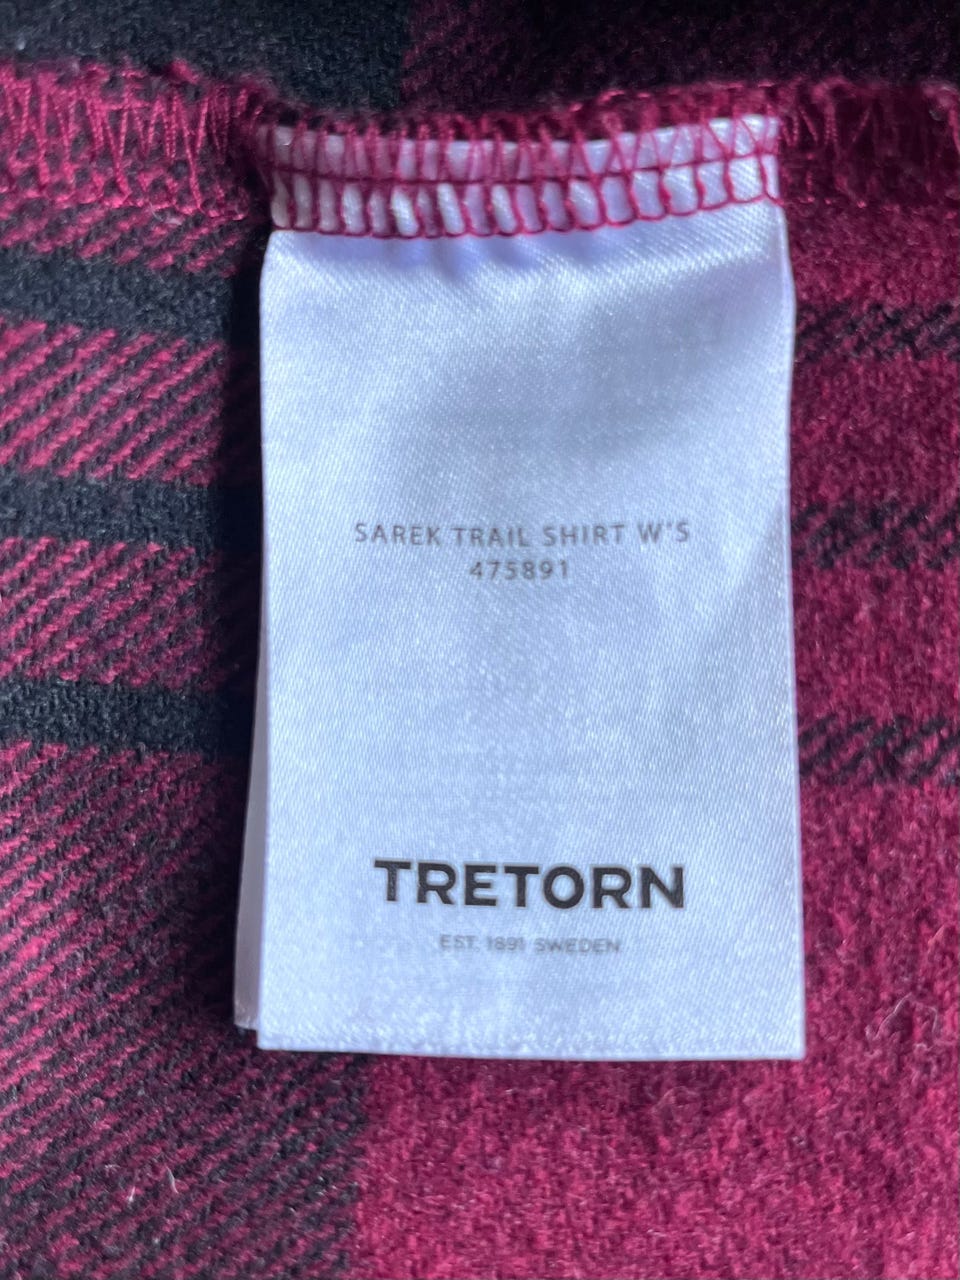 SAREK TRAIL SHIRT W'S
475891
TRETORN
EST. 1891 SWEDEN